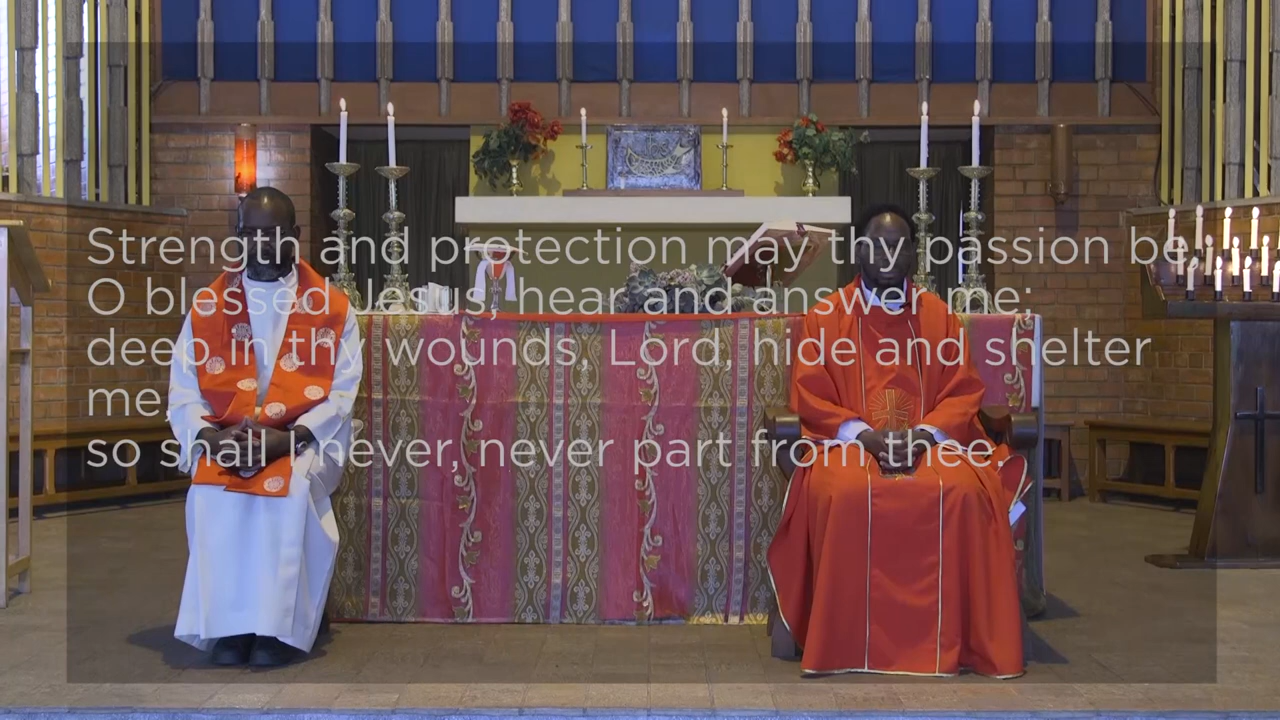 Strength and protection may thy passion be,
O blessed Jesus, hear and answer me;
deep in thy wounds, Lord, hide and shelter
me,
so shall I never, never part from thee.